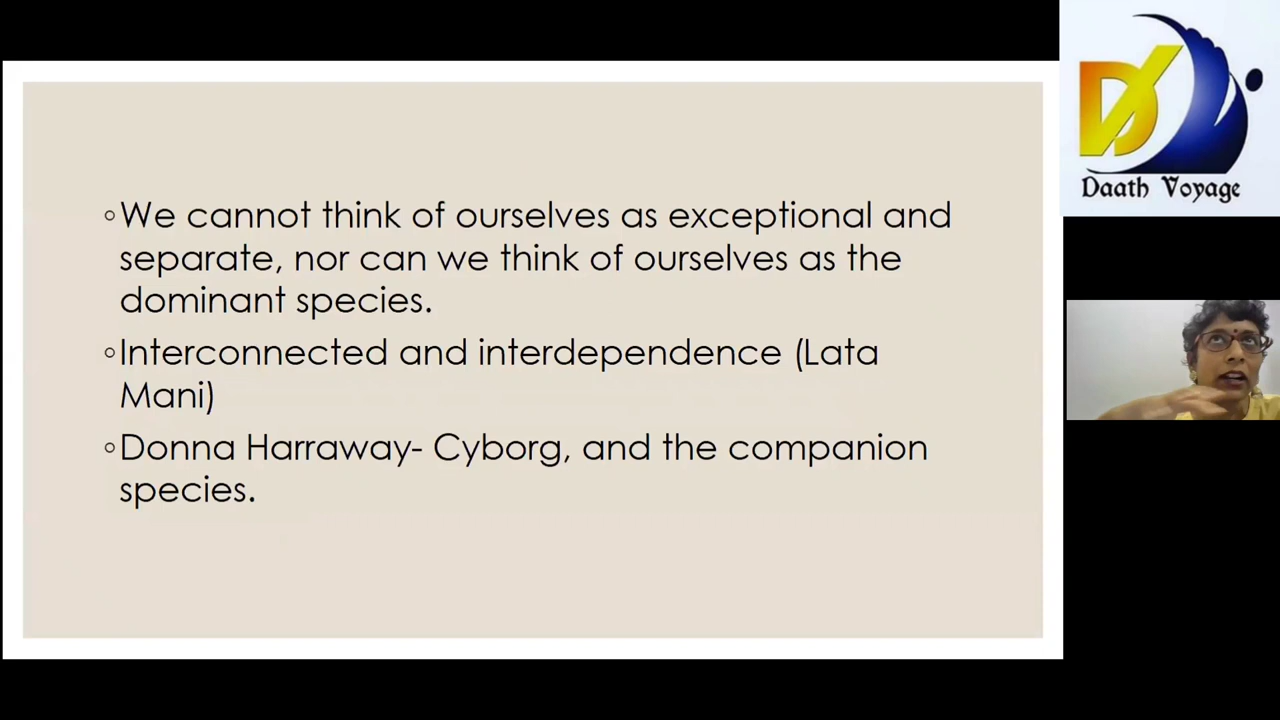 ◦We cannot think of ourselves as exceptional and
separate, nor can we think of ourselves as the
dominant species.
◦Interconnected and interdependence (Lata
Mani)
◦Donna Harraway- Cyborg, and the companion
species.
DV
Daath Voyage